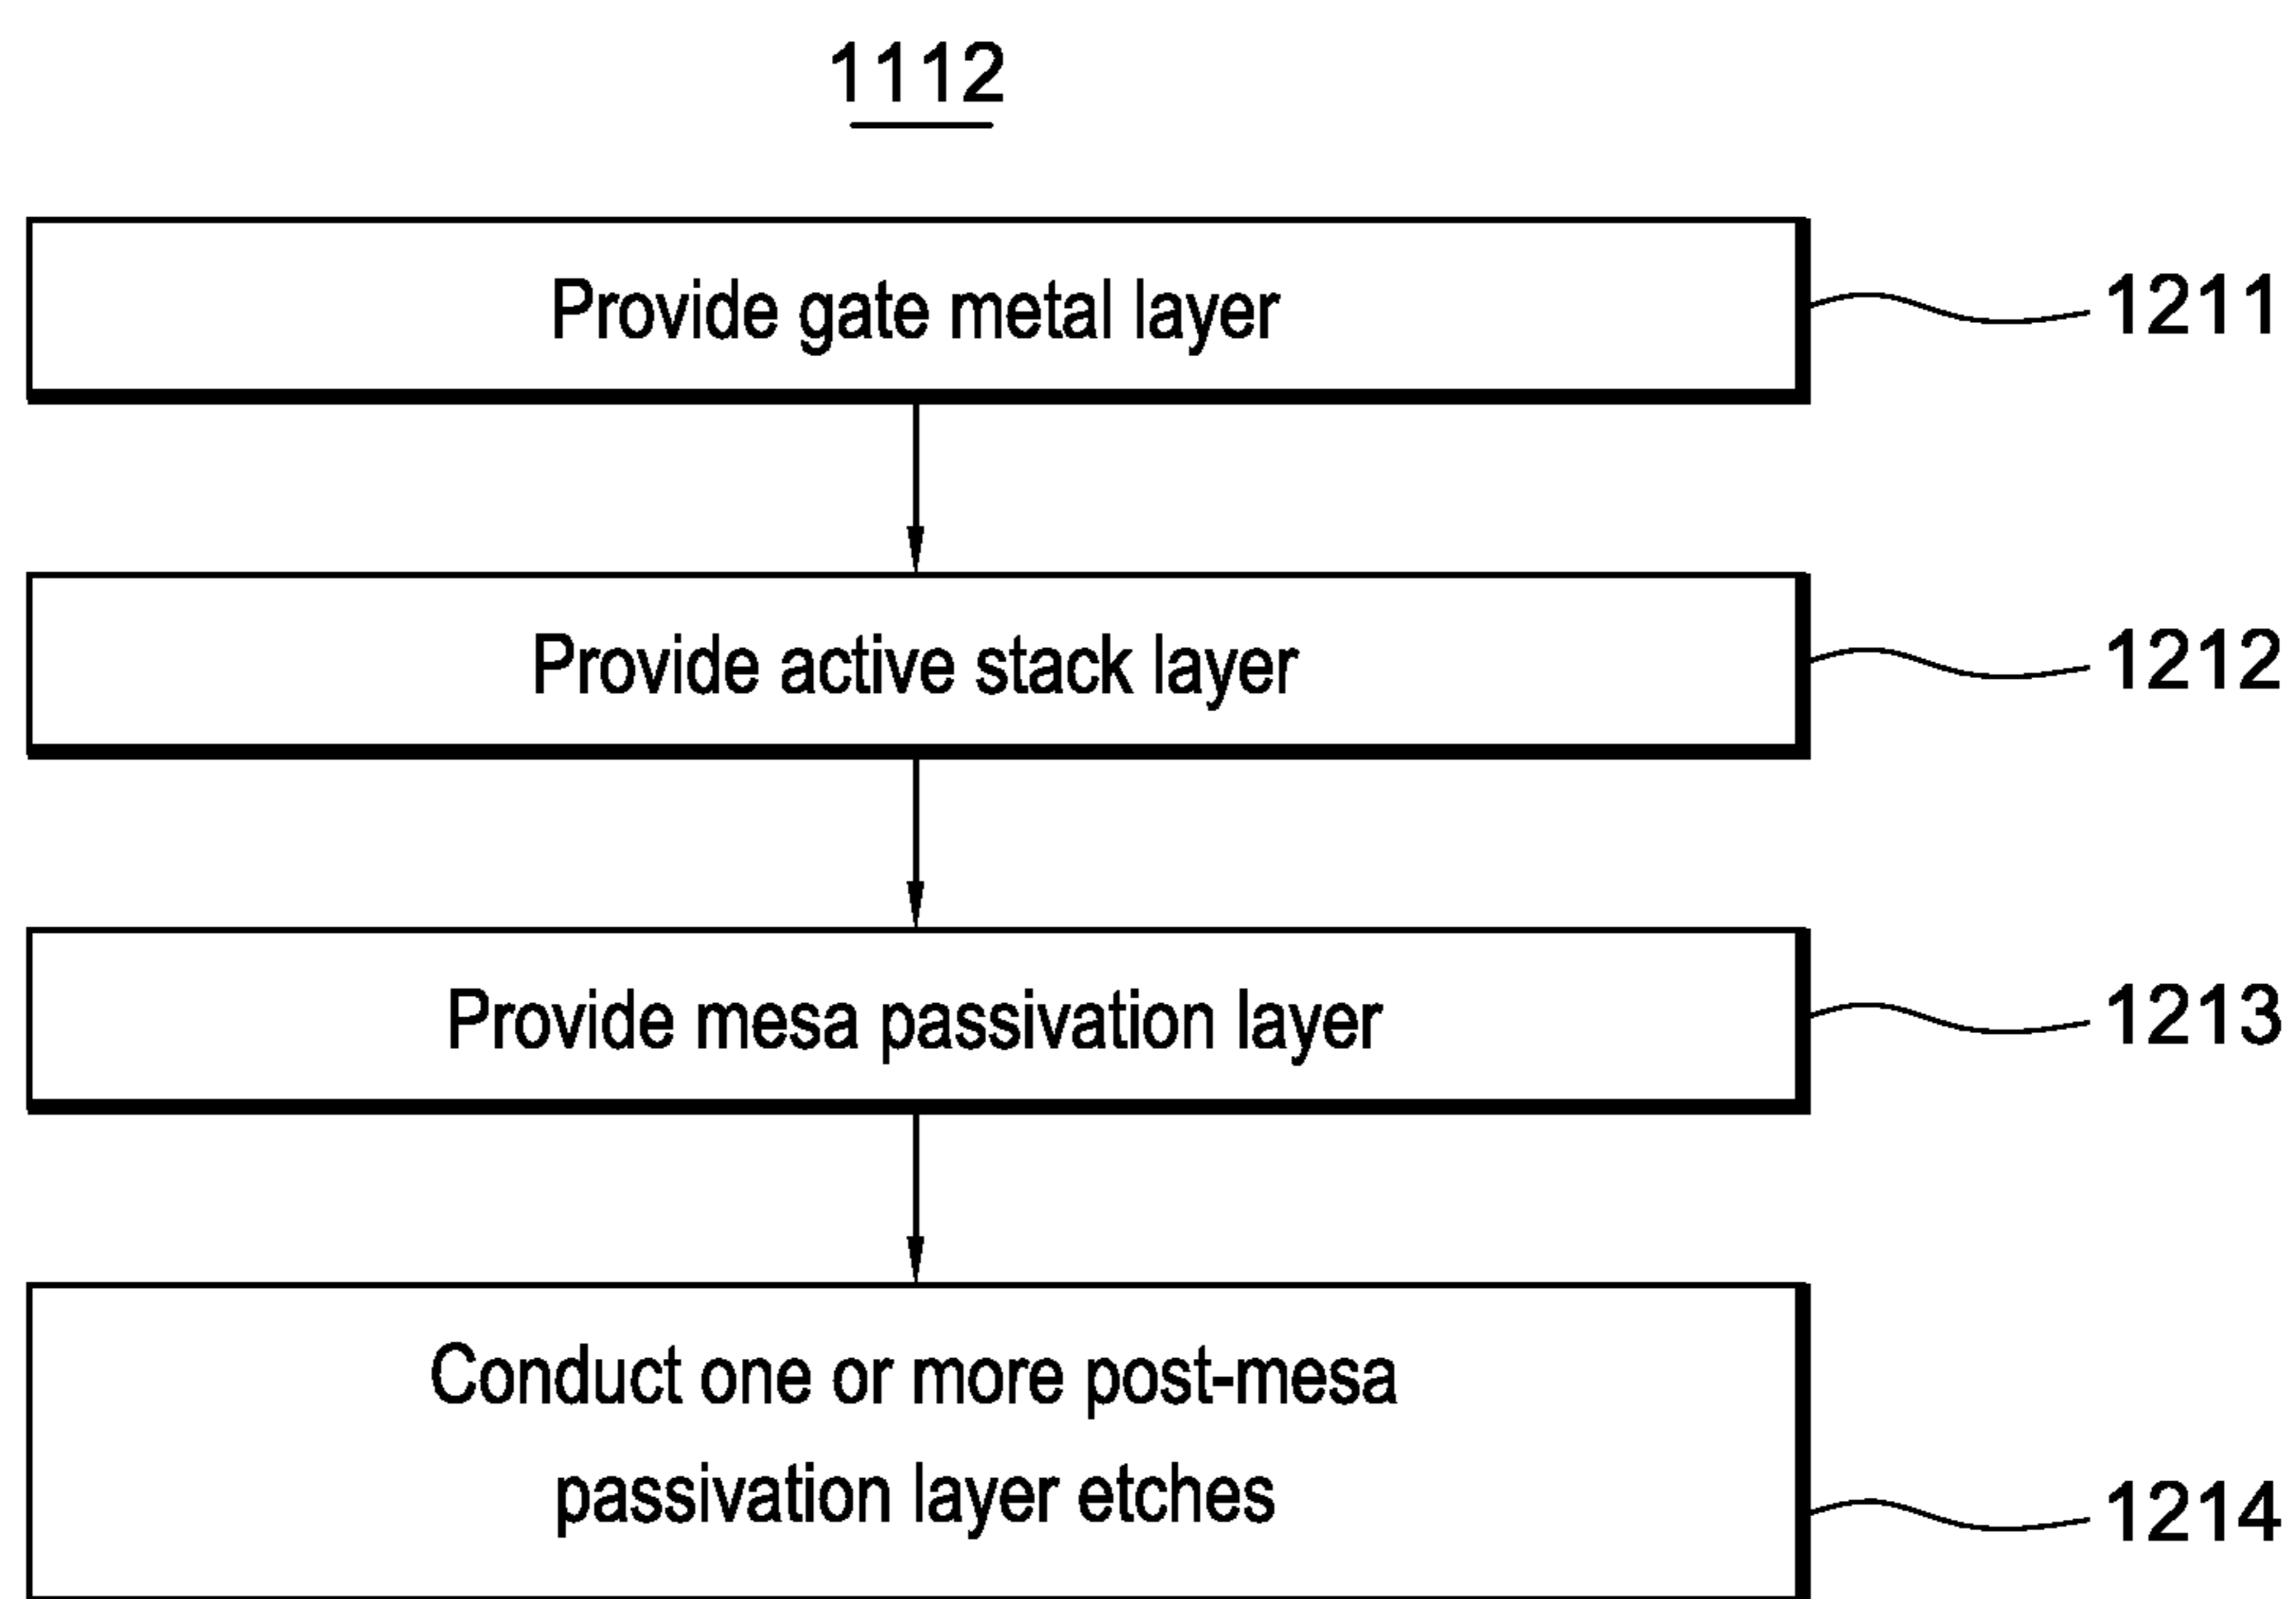 1112
Provide gate metal layer
1211
Provide active stack layer
1212
Provide mesa passivation layer
1213
Conduct one or more post-mesa
passivation layer etches
1214